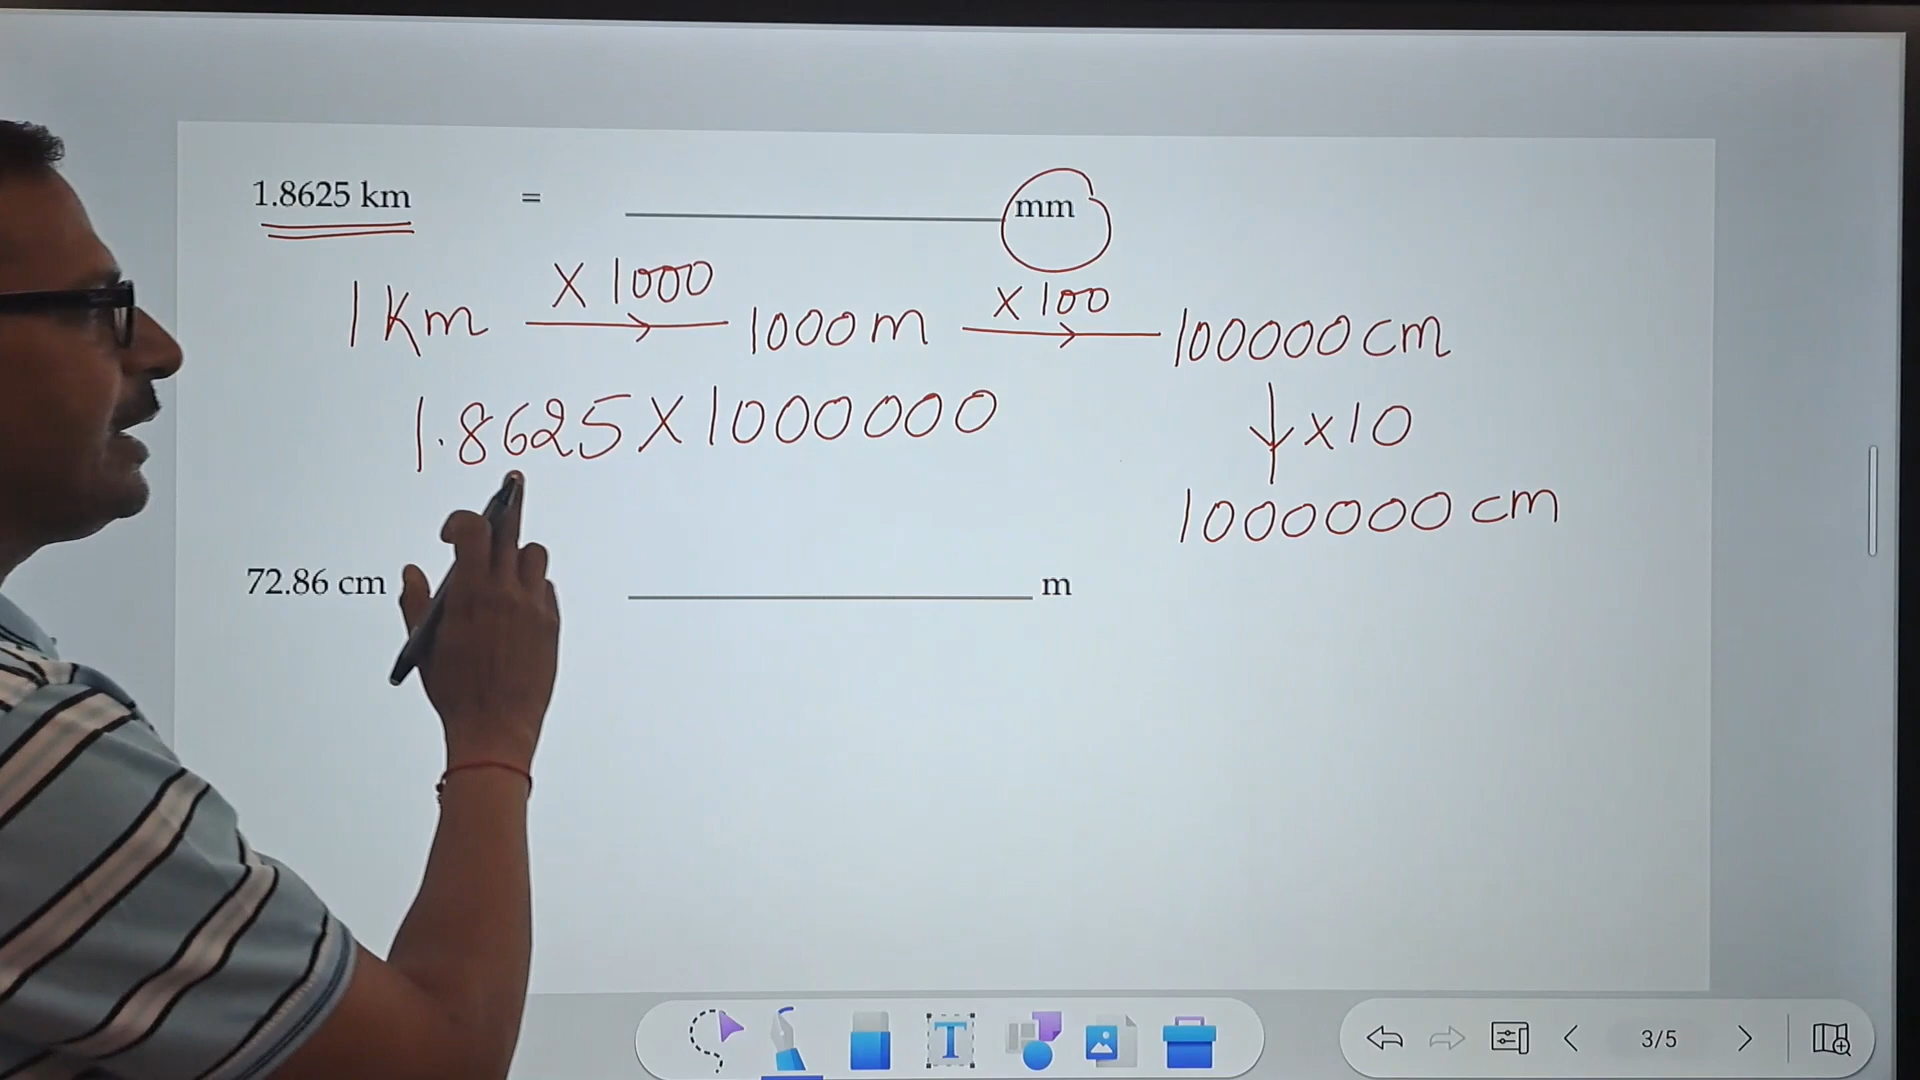 1.8625 km = mm
1 Km X 1000 1000 m X 100 100000 cm
1.8625 X 1000000 X 10
1000000 cm
72.86 cm m
T 3/5